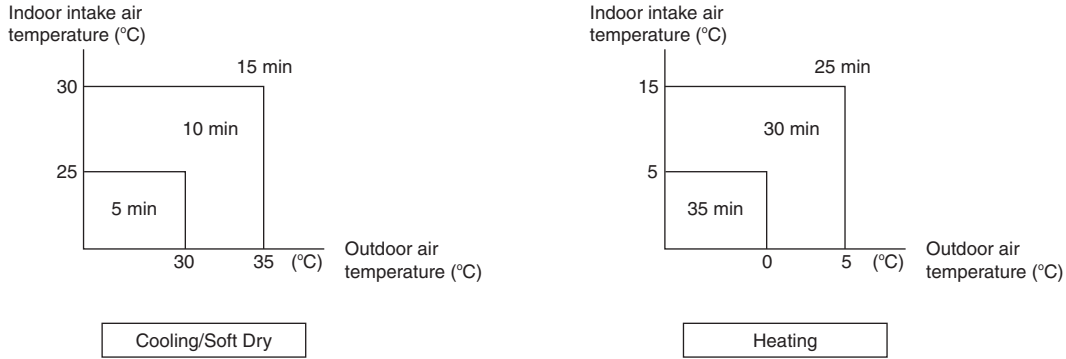 Indoor intake air
temperature (°C)
15 min
30
10 min
25
5 min
30 35 (°C)
Outdoor air
temperature (°C)
Cooling/Soft Dry
Indoor intake air
temperature (°C)
25 min
15
30 min
5
35 min
0 5 (°C)
Outdoor air
temperature (°C)
Heating